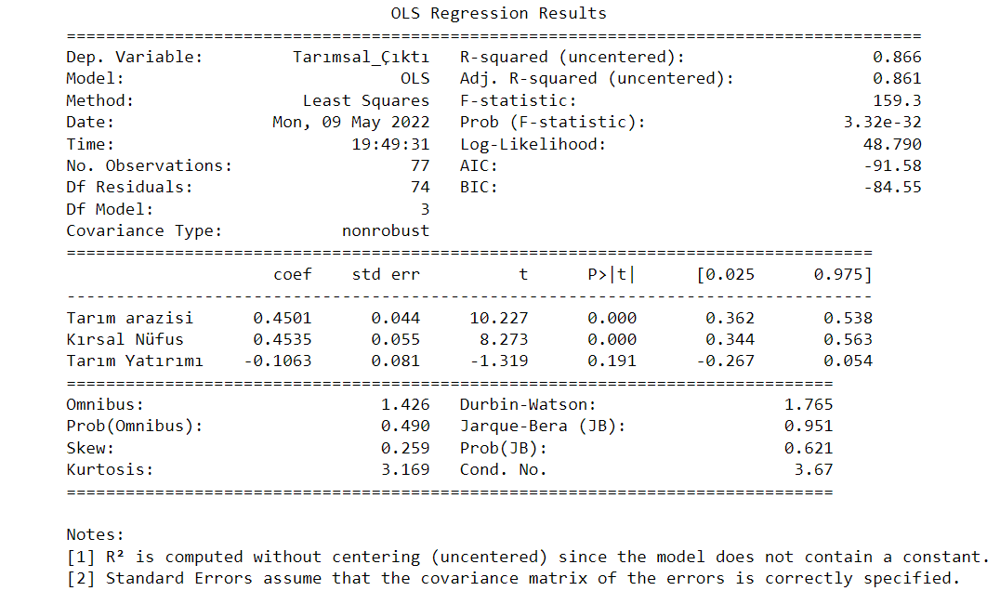 OLS Regression Results
==============================================================================
Dep. Variable: Tarımsal_Çıktı R-squared (uncentered): 0.866
Model: OLS Adj. R-squared (uncentered): 0.861
Method: Least Squares F-statistic: 159.3
Date: Mon, 09 May 2022 Prob (F-statistic): 3.32e-32
Time: 19:49:31 Log-Likelihood: 48.790
No. Observations: 77 AIC: -91.58
Df Residuals: 74 BIC: -84.55
Df Model: 3
Covariance Type: nonrobust
==============================================================================
coef std err t P>|t| [0.025 0.975]
------------------------------------------------------------------------------
Tarım arazisi 0.4501 0.044 10.227 0.000 0.362 0.538
Kırsal Nüfus 0.4535 0.055 8.273 0.000 0.344 0.563
Tarım Yatırımı -0.1063 0.081 -1.319 0.191 -0.267 0.054
==============================================================================
Omnibus: 1.426 Durbin-Watson: 1.765
Prob(Omnibus): 0.490 Jarque-Bera (JB): 0.951
Skew: 0.259 Prob(JB): 0.621
Kurtosis: 3.169 Cond. No. 3.67
==============================================================================
Notes:
[1] R² is computed without centering (uncentered) since the model does not contain a constant.
[2] Standard Errors assume that the covariance matrix of the errors is correctly specified.